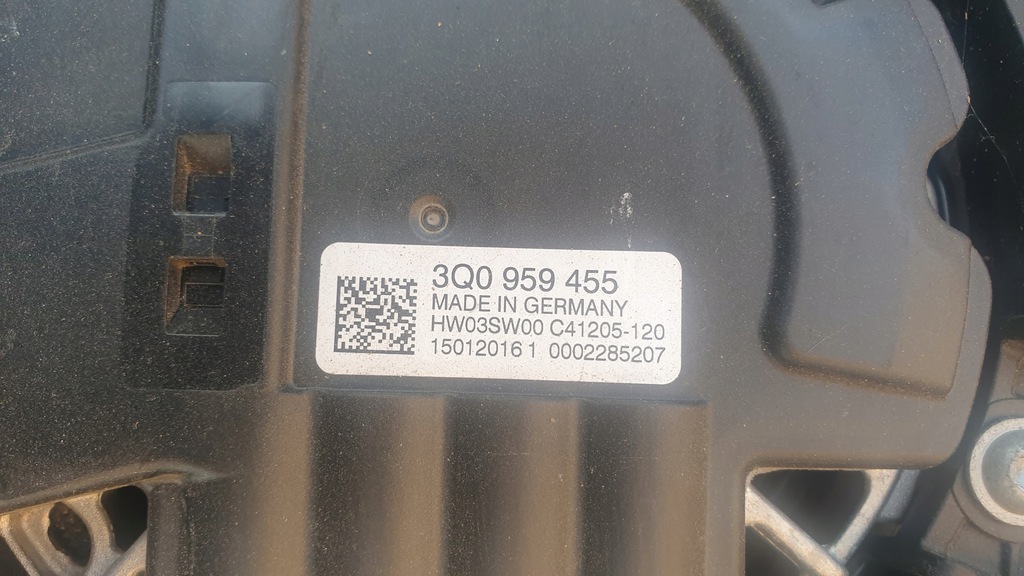 3Q0 959 455
MADE IN GERMANY
HW03SW00 C41205-120
15012016 1 0002285207